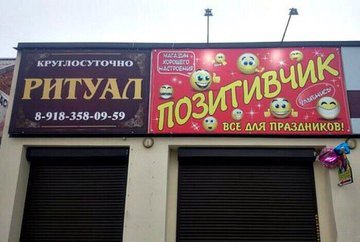 КРУГЛОСУТОЧНО
РИТУАЛ
8-918-358-09-59
МАГАЗИН
ХОРОШЕГО
НАСТРОЕНИЯ
ПОЗИТИВЧИК
УЛЫБНИСЬ
ВСЕ ДЛЯ ПРАЗДНИКОВ!